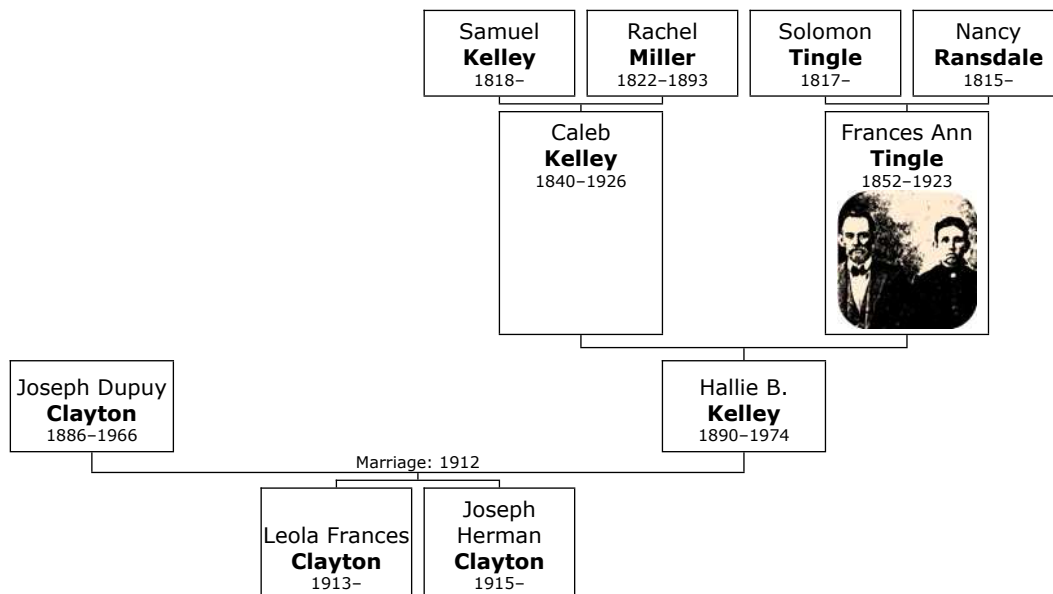 Samuel
Kelley
1818–
Rachel
Miller
1822–1893
Solomon
Tingle
1817–
Nancy
Ransdale
1815–
Caleb
Kelley
1840–1926
Frances Ann
Tingle
1852–1923
Joseph Dupuy
Clayton
1886–1966
Hallie B.
Kelley
1890–1974
Marriage: 1912
Leola Frances
Clayton
1913–
Joseph
Herman
Clayton
1915–